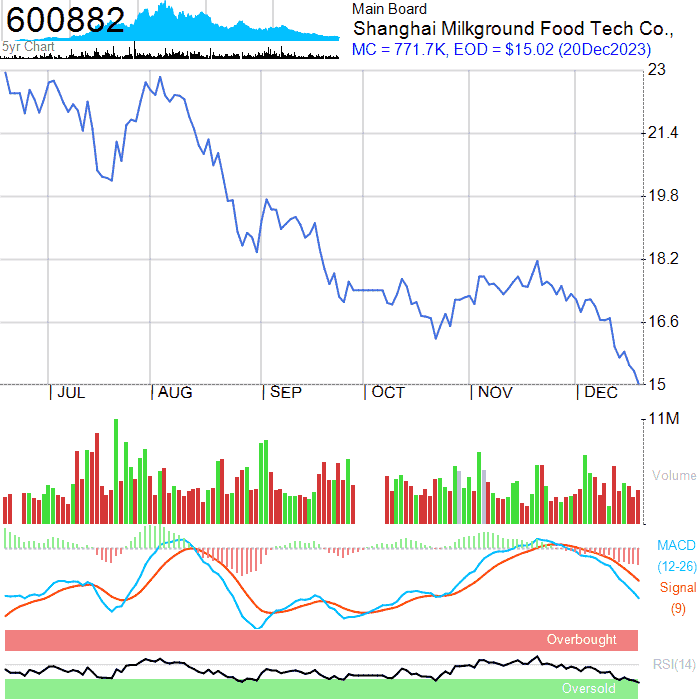 600882
5yr Chart
Main Board
Shanghai Milkground Food Tech Co.,
MC = 771.7K, EOD = $15.02 (20Dec2023)
23
21.4
19.8
18.2
16.6
15
JUL AUG SEP OCT NOV DEC
11M
Volume
MACD
(12-26)
Signal
(9)
Overbought
RSI(14)
Oversold